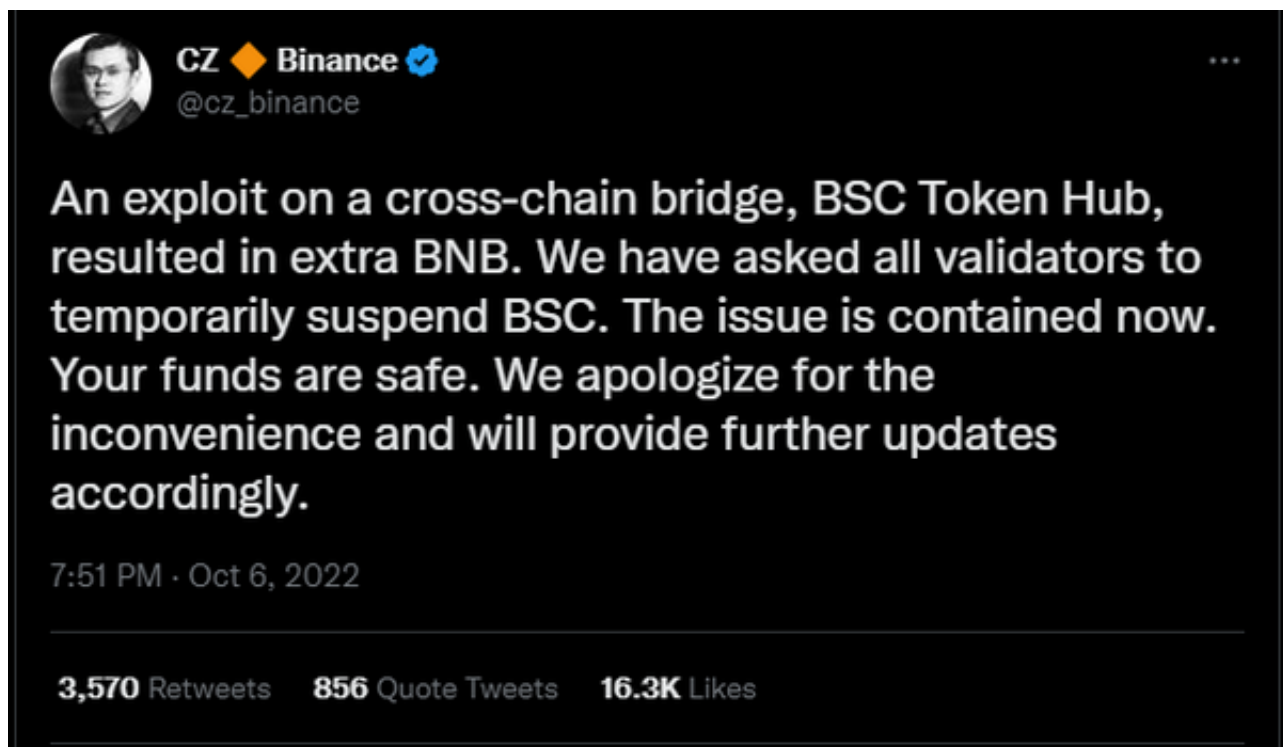 CZ 🔶 Binance
@cz_binance
An exploit on a cross-chain bridge, BSC Token Hub,
resulted in extra BNB. We have asked all validators to
temporarily suspend BSC. The issue is contained now.
Your funds are safe. We apologize for the
inconvenience and will provide further updates
accordingly.
7:51 PM · Oct 6, 2022
3,570 Retweets 856 Quote Tweets 16.3K Likes